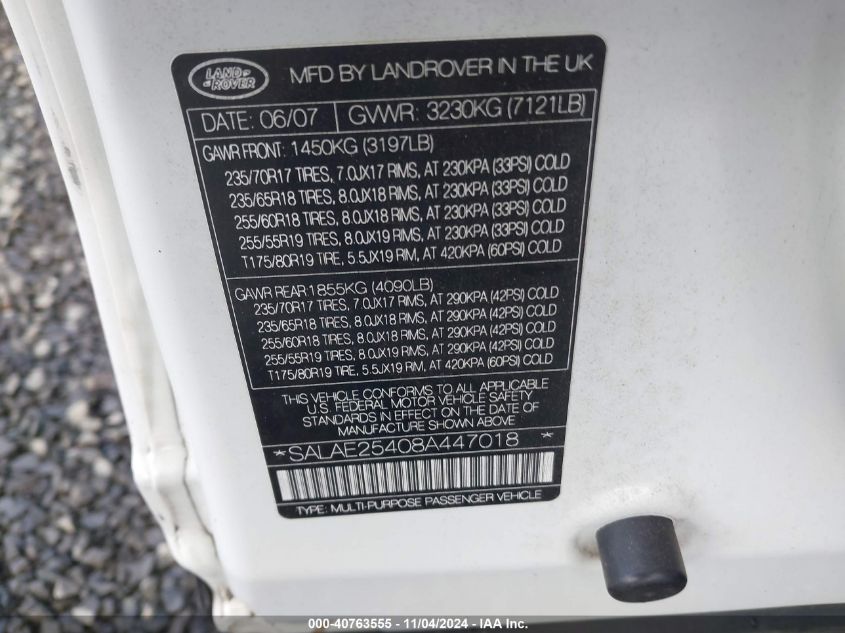 LAND ROVER MFD BY LANDROVER IN THE UK
DATE: 06/07 GVWR: 3230KG (7121LB)
GAWR FRONT: 1450KG (3197LB)
235/70R17 TIRES, 7.0JX17 RIMS, AT 230KPA (33PSI) COLD
235/65R18 TIRES, 8.0JX18 RIMS, AT 230KPA (33PSI) COLD
255/60R18 TIRES, 8.0JX18 RIMS, AT 230KPA (33PSI) COLD
255/55R19 TIRES, 8.0JX19 RIMS, AT 230KPA (33PSI) COLD
T175/80R19 TIRE, 5.5JX19 RIM, AT 420KPA (60PSI) COLD
GAWR REAR 1855KG (4090LB)
235/70R17 TIRES, 7.0JX17 RIMS, AT 290KPA (42PSI) COLD
235/65R18 TIRES, 8.0JX18 RIMS, AT 290KPA (42PSI) COLD
255/60R18 TIRES, 8.0JX18 RIMS, AT 290KPA (42PSI) COLD
255/55R19 TIRES, 8.0JX19 RIMS, AT 290KPA (42PSI) COLD
T175/80R19 TIRE, 5.5JX19 RIM, AT 420KPA (60PSI) COLD
THIS VEHICLE CONFORMS TO ALL APPLICABLE
U.S. FEDERAL MOTOR VEHICLE SAFETY
STANDARDS IN EFFECT ON THE DATE OF
MANUFACTURE SHOWN ABOVE
*SALAE25408A447018 *
TYPE: MULTI-PURPOSE PASSENGER VEHICLE
000-40763555 - 11/04/2024 - IAA Inc.